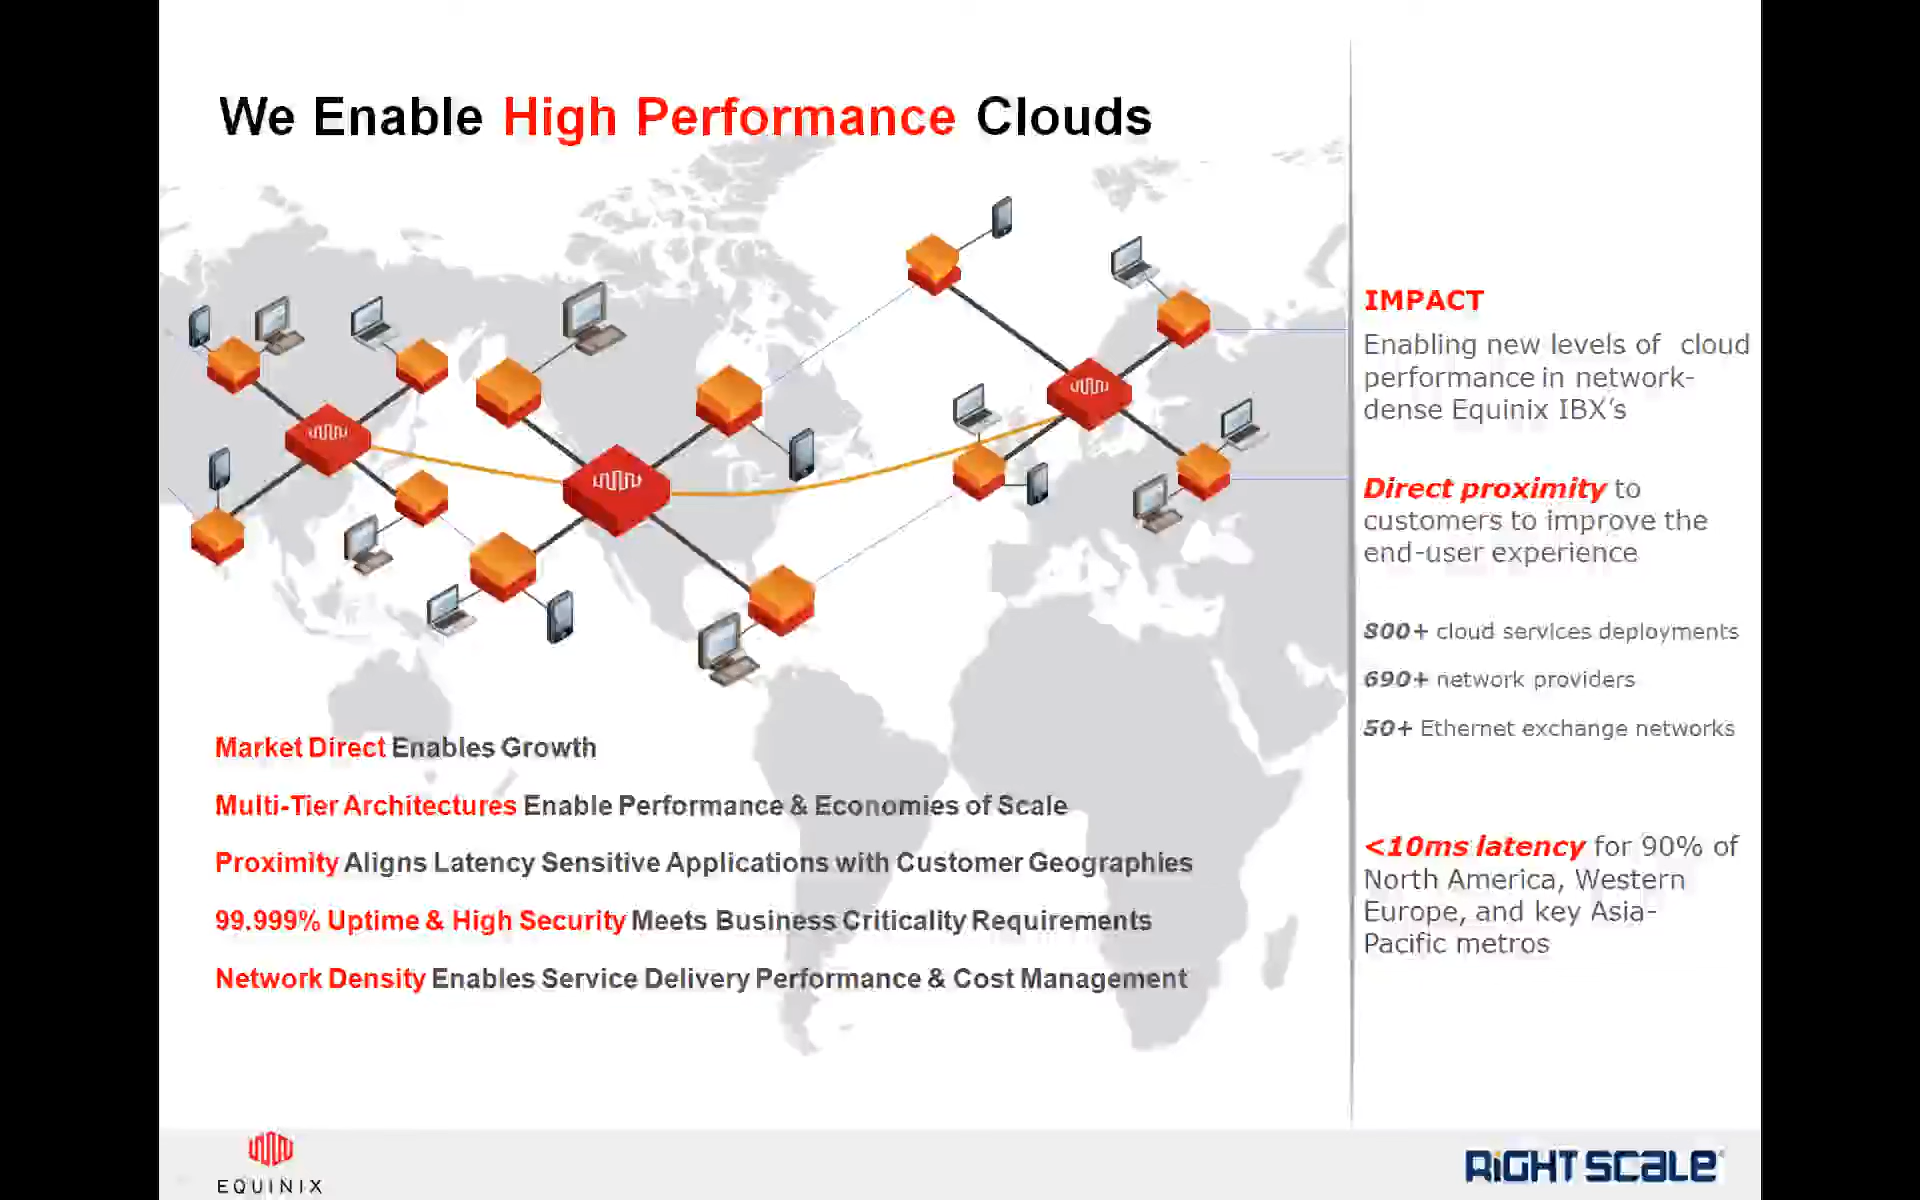 We Enable High Performance Clouds
Market Direct Enables Growth
Multi-Tier Architectures Enable Performance & Economies of Scale
Proximity Aligns Latency Sensitive Applications with Customer Geographies
99.999% Uptime & High Security Meets Business Criticality Requirements
Network Density Enables Service Delivery Performance & Cost Management
IMPACT
Enabling new levels of cloud
performance in network-
dense Equinix IBX's
Direct proximity to
customers to improve the
end-user experience
800+ cloud services deployments
690+ network providers
50+ Ethernet exchange networks
<10ms latency for 90% of
North America, Western
Europe, and key Asia-
Pacific metros
EQUINIX
RIGHT SCALE